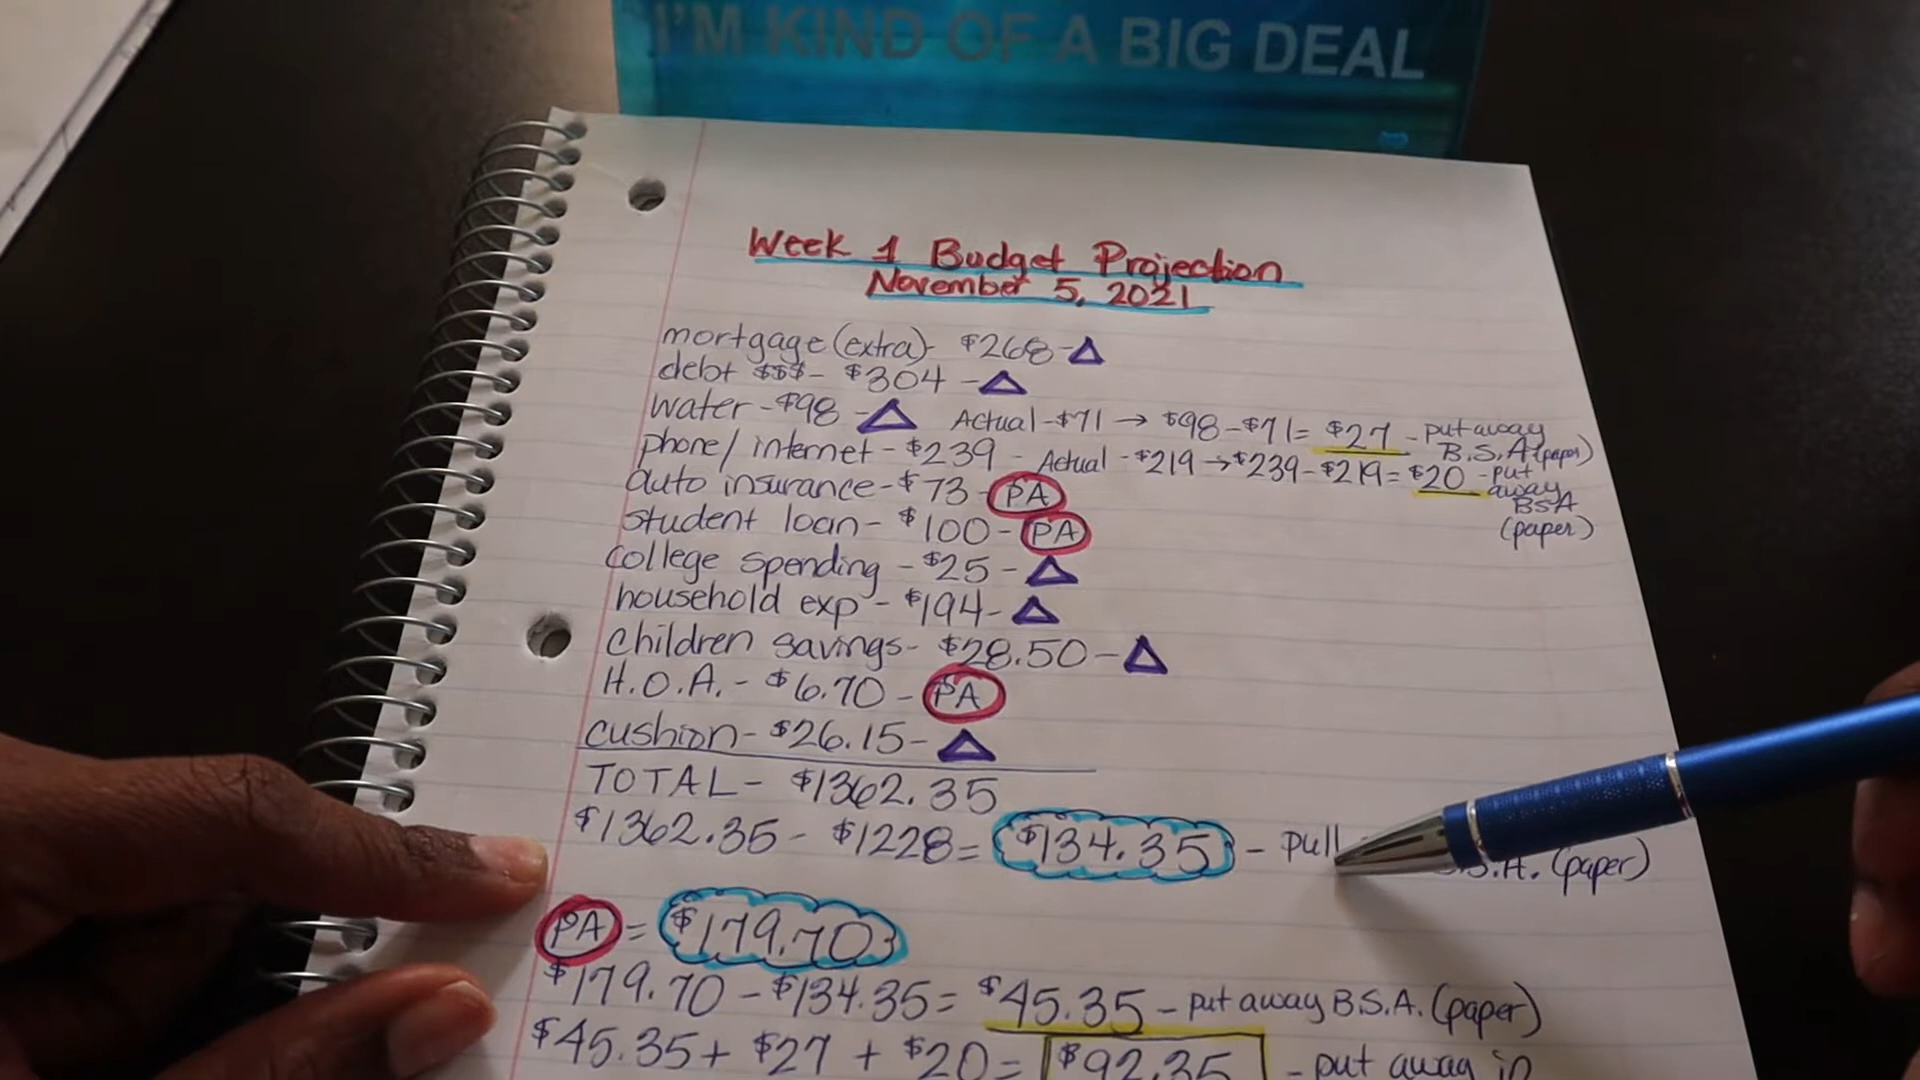 I'M KIND OF A BIG DEAL
Week 1 Budget Projection
November 5, 2021
mortgage (extra)- $268-
debt $$$- $304 -
water-$98- Actual-$71 → $98-$71= $27 - put away B.S.A (paper)
phone/internet-$239 - Actual -$219 →$239-$219= $20 - put away BSA (paper)
auto insurance-$73- PA
student loan- $100- PA
college spending -$25-
household exp - $194-
children savings- $28.50-
H.O.A.- $6.70- PA
cushion- $26.15-
TOTAL- $1362.35
$1362.35 - $1228= $134.35 - pull (paper)
PA = $179.70
$179.70 - $134.35= $45.35- put away B.S.A. (paper)
$45.35+ $27 + $20= $92.35 - put away in